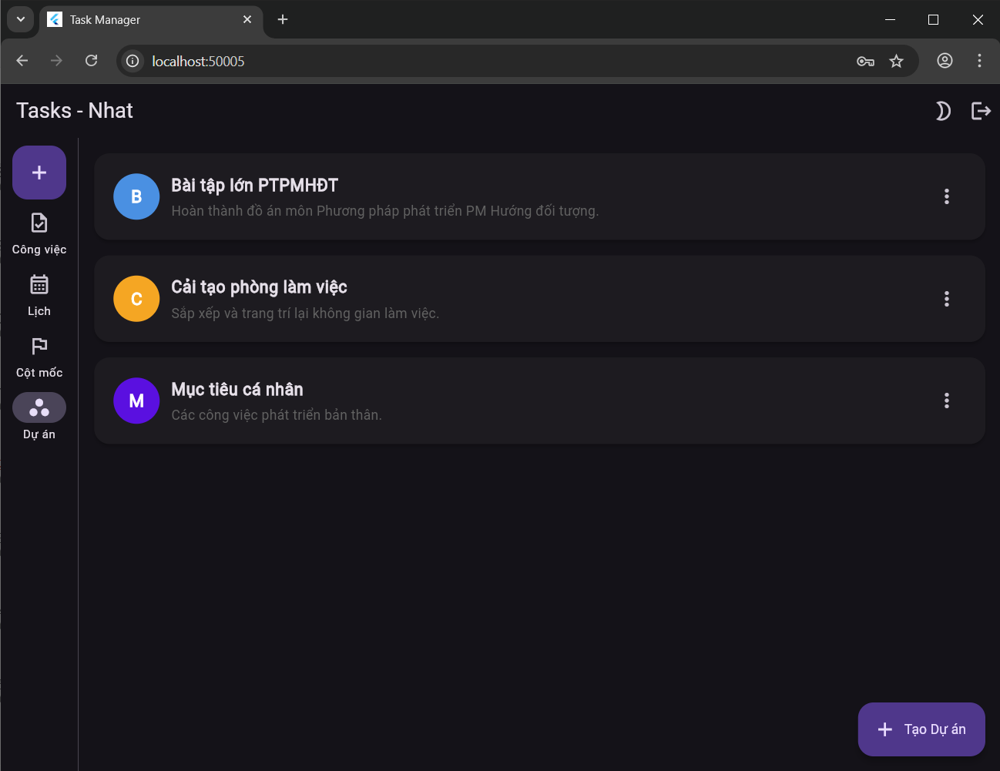 Task Manager
localhost:50005
Tasks - Nhat
Công việc
Lịch
Cột mốc
Dự án
B
Bài tập lớn PTPMHĐT
Hoàn thành đồ án môn Phương pháp phát triển PM Hướng đối tượng.
C
Cải tạo phòng làm việc
Sắp xếp và trang trí lại không gian làm việc.
M
Mục tiêu cá nhân
Các công việc phát triển bản thân.
Tạo Dự án